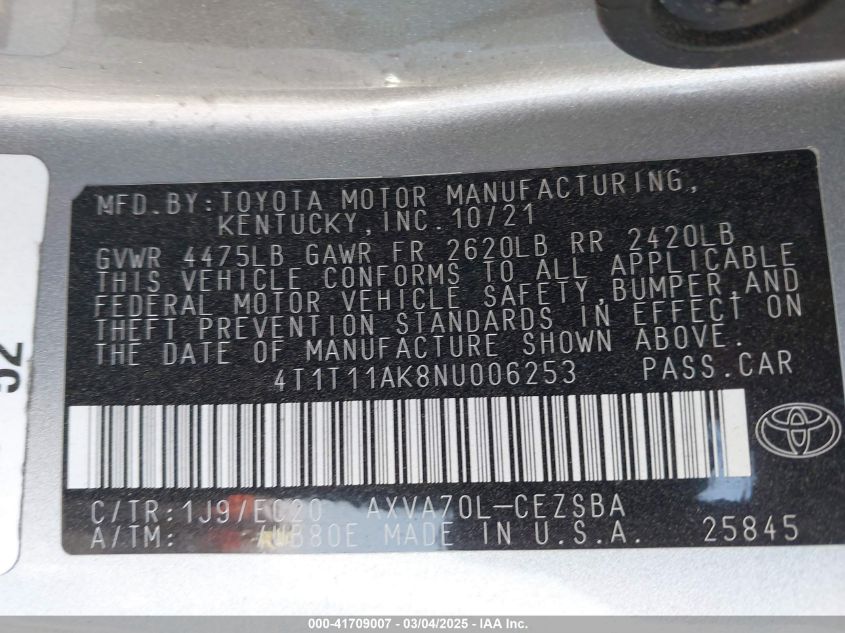 MFD.BY:TOYOTA MOTOR MANUFACTURING,
KENTUCKY,INC.10/21
GVWR 4475LB GAWR FR 2620LB RR 2420LB
THIS VEHICLE CONFORMS TO ALL APPLICABLE
FEDERAL MOTOR VEHICLE SAFETY,BUMPER,AND
THEFT PREVENTION STANDARDS IN EFFECT ON
THE DATE OF MANUFACTURE SHOWN ABOVE.
4T1T11AK8NU006253 PASS.CAR
C/TR:1J9/EC20 AXVA70L-CEZSBA
A/TM: /UB80E MADE IN U.S.A. 25845
52
000-41709007 - 03/04/2025 - IAA Inc.